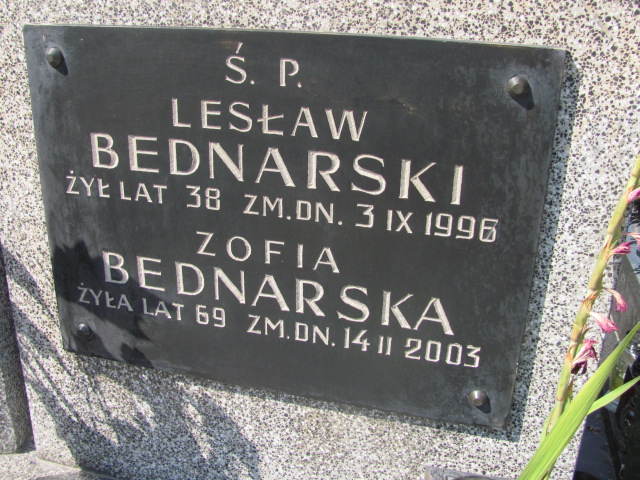 Ś. P.
LESŁAW
BEDNARSKI
ŻYŁ LAT 38 ZM.DN. 3 IX 1996
ZOFIA
BEDNARSKA
ŻYŁA LAT 69 ZM.DN. 14 II 2003